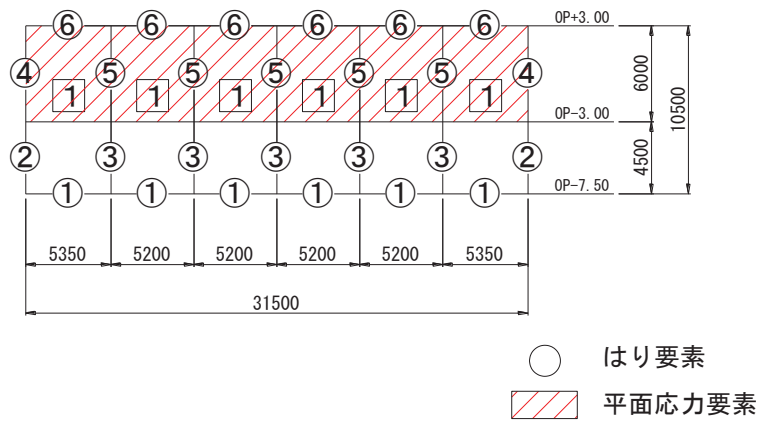 ⑥ ⑥ ⑥ ⑥ ⑥ ⑥ OP+3.00
④ ⑤ ⑤ ⑤ ⑤ ⑤ ④ 6000
1 1 1 1 1 1 10500
OP-3.00
② ③ ③ ③ ③ ③ ② 4500
① ① ① ① ① ① OP-7.50
5350 5200 5200 5200 5200 5350
31500
はり要素
平面応力要素